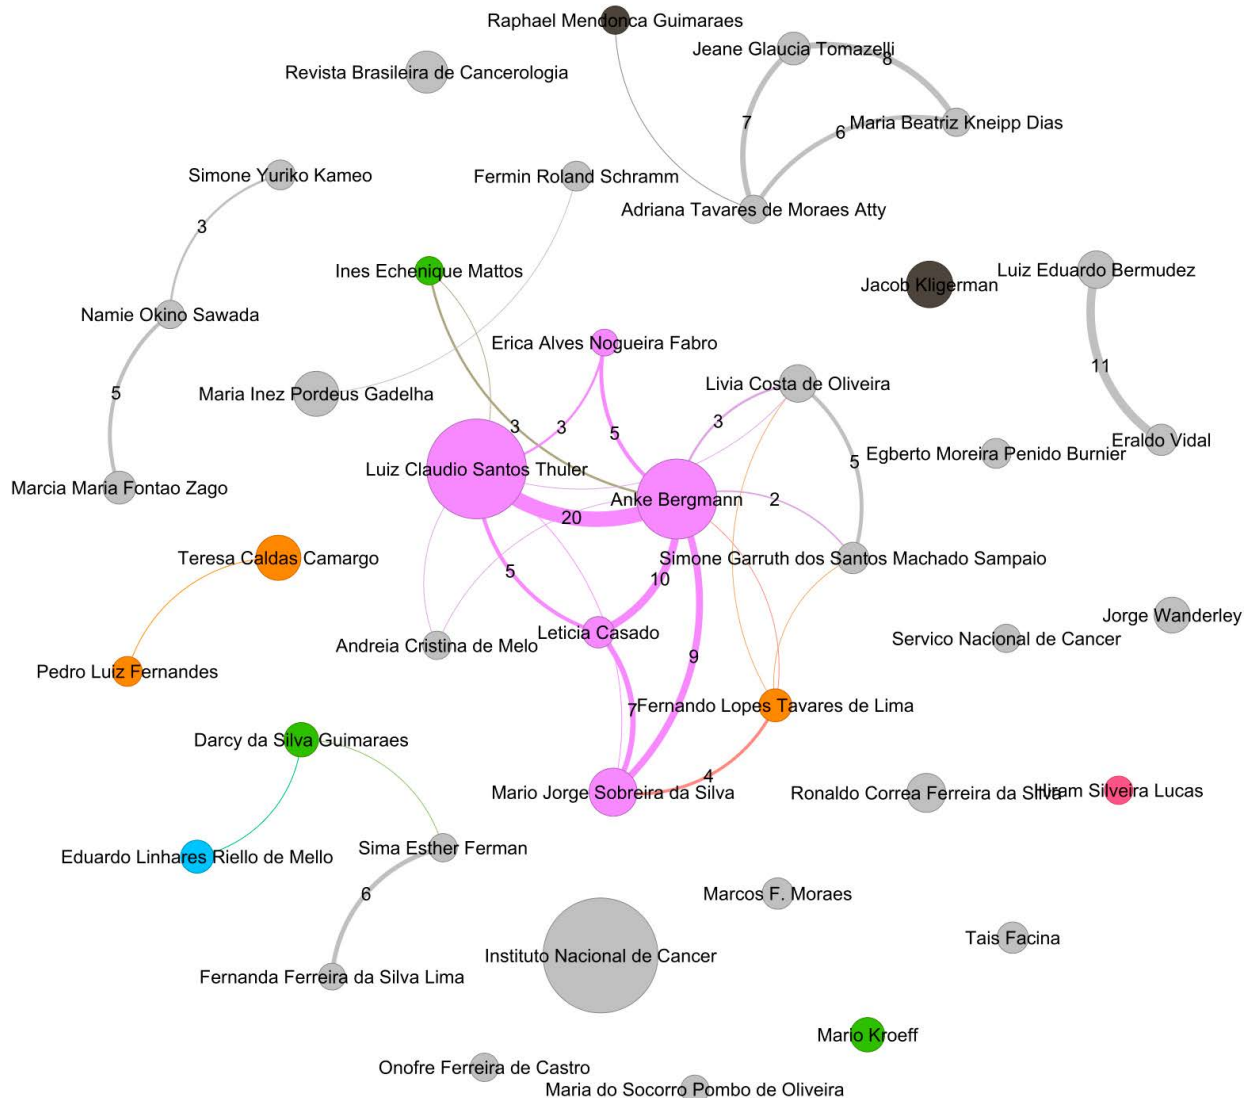 Raphael Mendonca Guimaraes
Jeane Glaucia Tomazelli
8
Revista Brasileira de Cancerologia
7
6
Maria Beatriz Kneipp Dias
Simone Yuriko Kameo
Fermin Roland Schramm
Adriana Tavares de Moraes Atty
3
Ines Echenique Mattos
Luiz Eduardo Bermudez
Jacob Kligerman
Namie Okino Sawada
Erica Alves Nogueira Fabro
11
Livia Costa de Oliveira
5
Maria Inez Pordeus Gadelha
3
3
5
3
Eraldo Vidal
Egberto Moreira Penido Burnier
5
Luiz Claudio Santos Thuler
Marcia Maria Fontao Zago
Anke Bergmann
2
20
Teresa Caldas Camargo
Simone Garruth dos Santos Machado Sampaio
5
10
Jorge Wanderley
Leticia Casado
Servico Nacional de Cancer
Andreia Cristina de Melo
9
Pedro Luiz Fernandes
7
Fernando Lopes Tavares de Lima
Darcy da Silva Guimaraes
4
Mario Jorge Sobreira da Silva
Ronaldo Correa Ferreira da Silva
Hiram Silveira Lucas
Sima Esther Ferman
Eduardo Linhares Riello de Mello
6
Marcos F. Moraes
Tais Facina
Instituto Nacional de Cancer
Fernanda Ferreira da Silva Lima
Mario Kroeff
Onofre Ferreira de Castro
Maria do Socorro Pombo de Oliveira